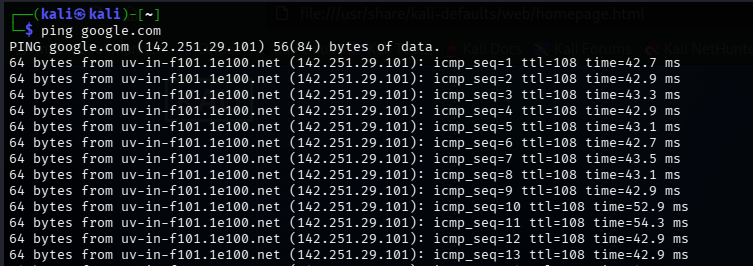 file:///usr/share/kali-defaults/web/homepage.html
┌──(kali㉿kali)-[~]
└─$ ping google.com
PING google.com (142.251.29.101) 56(84) bytes of data.
Kali Docs Kali Forums Kali NetHunter
64 bytes from uv-in-f101.1e100.net (142.251.29.101): icmp_seq=1 ttl=108 time=42.7 ms
64 bytes from uv-in-f101.1e100.net (142.251.29.101): icmp_seq=2 ttl=108 time=42.9 ms
64 bytes from uv-in-f101.1e100.net (142.251.29.101): icmp_seq=3 ttl=108 time=43.3 ms
64 bytes from uv-in-f101.1e100.net (142.251.29.101): icmp_seq=4 ttl=108 time=42.9 ms
64 bytes from uv-in-f101.1e100.net (142.251.29.101): icmp_seq=5 ttl=108 time=43.1 ms
64 bytes from uv-in-f101.1e100.net (142.251.29.101): icmp_seq=6 ttl=108 time=42.7 ms
64 bytes from uv-in-f101.1e100.net (142.251.29.101): icmp_seq=7 ttl=108 time=43.5 ms
64 bytes from uv-in-f101.1e100.net (142.251.29.101): icmp_seq=8 ttl=108 time=43.1 ms
64 bytes from uv-in-f101.1e100.net (142.251.29.101): icmp_seq=9 ttl=108 time=42.9 ms
64 bytes from uv-in-f101.1e100.net (142.251.29.101): icmp_seq=10 ttl=108 time=52.9 ms
64 bytes from uv-in-f101.1e100.net (142.251.29.101): icmp_seq=11 ttl=108 time=54.3 ms
64 bytes from uv-in-f101.1e100.net (142.251.29.101): icmp_seq=12 ttl=108 time=42.9 ms
64 bytes from uv-in-f101.1e100.net (142.251.29.101): icmp_seq=13 ttl=108 time=42.9 ms